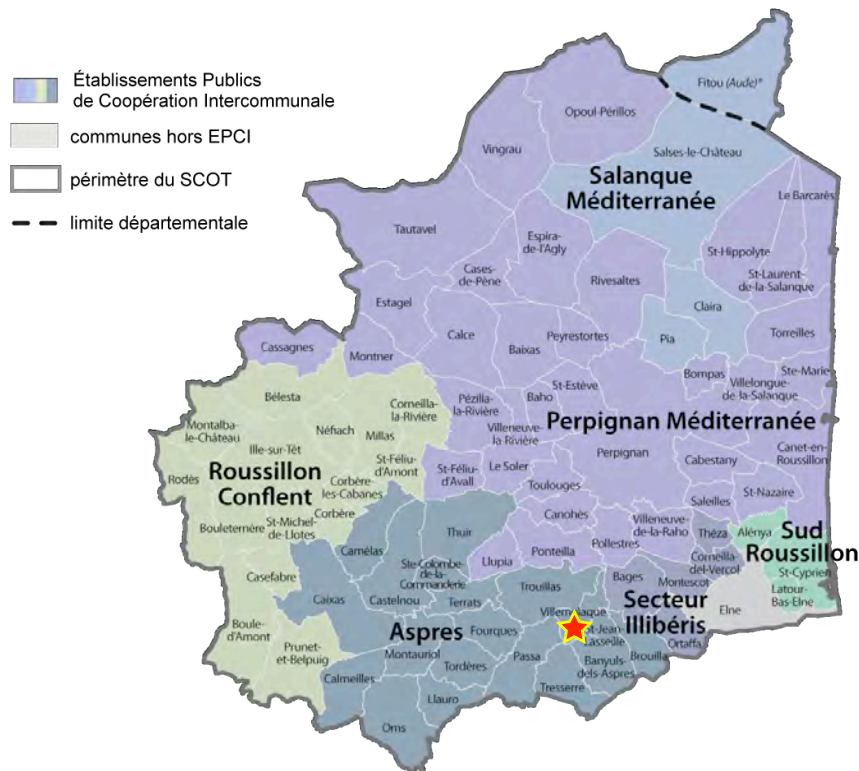 Établissements Publics
de Coopération Intercommunale
communes hors EPCI
périmètre du SCOT
limite départementale
Fitou (Aude)*
Opoul-Périllos
Vingrau
Salses-le-Château
Salanque
Méditerranée
Le Barcarès
Tautavel
Espira-
de-l'Agly
St-Hippolyte
Cases-
de-Pène
Rivesaltes
St-Laurent-
de-la-Salanque
Estagel
Claira
Calce
Peyrestortes
Pia
Torreilles
Cassagnes
Montner
Baixas
Bompas
Ste-Marie
Villelongue-
de-la-Salanque
Bélesta
St-Estève
Baho
Corneilla-
la-Rivière
Pézilla-
la-Rivière
Perpignan Méditerranée
Montalba-
le-Château
Néfiach
Millas
Villeneuve-
la-Rivière
Ille-sur-Têt
St-Féliu-
d'Amont
Perpignan
Cabestany
Canet-en-
Roussillon
Rodès
Roussillon
Conflent
St-Féliu-
d'Avall
Le Soler
Toulouges
Corbère-
les-Cabanes
Saleilles
St-Nazaire
Corbère
Canohès
Bouleternère
St-Michel-
de-Llotes
Villeneuve-
de-la-Raho
Thuir
Théza
Alénya
Sud
Roussillon
Camélas
Ponteilla
Pollestres
Corneilla-
del-Vercol
Llupia
Ste-Colombe-
de-la-
Commanderie
St-Cyprien
Casefabre
Bages
Montescot
Latour-
Bas-Elne
Caixas
Castelnou
Terrats
Trouillas
Secteur
Illibéris
Elne
Boule-
d'Amont
Aspres
Fourques
St-Jean-
Lasseille
Prunet-
et-Belpuig
Montauriol
Passa
Brouilla
Ortaffa
Tordères
Banyuls-
dels-Aspres
Calmeilles
Llauro
Tresserre
Oms